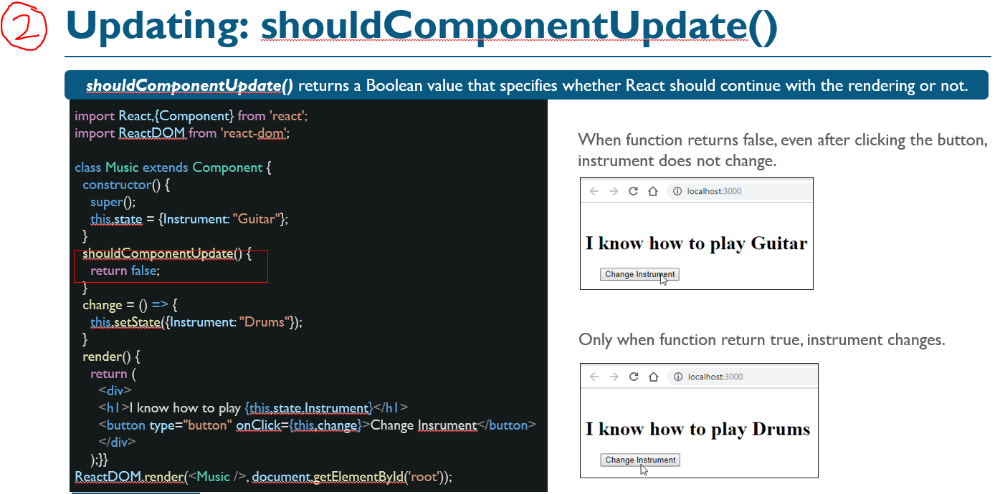 2
Updating: shouldComponentUpdate()
shouldComponentUpdate() returns a Boolean value that specifies whether React should continue with the rendering or not.
import React,{Component} from 'react';
import ReactDOM from 'react-dom';
class Music extends Component {
constructor() {
super();
this.state = {Instrument: "Guitar"};
}
shouldComponentUpdate() {
return false;
}
change = () => {
this.setState({Instrument: "Drums"});
}
render() {
return (
<div>
<h1>I know how to play {this.state.Instrument}</h1>
<button type="button" onClick={this.change}>Change Insrument</button>
</div>
);}}
ReactDOM.render(<Music />, document.getElementById('root'));
When function returns false, even after clicking the button,
instrument does not change.
localhost:3000
I know how to play Guitar
Change Instrument
Only when function return true, instrument changes.
localhost:3000
I know how to play Drums
Change Instrument